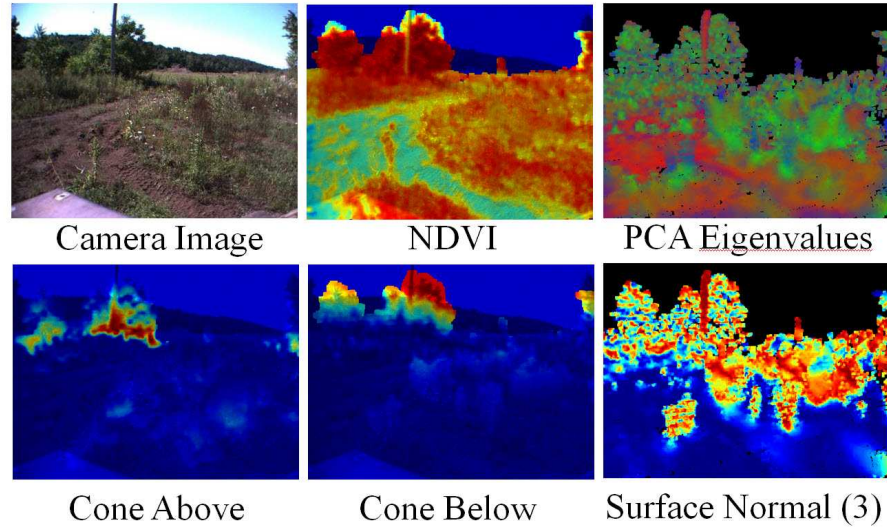 Camera Image
NDVI
PCA Eigenvalues
Cone Above
Cone Below
Surface Normal (3)